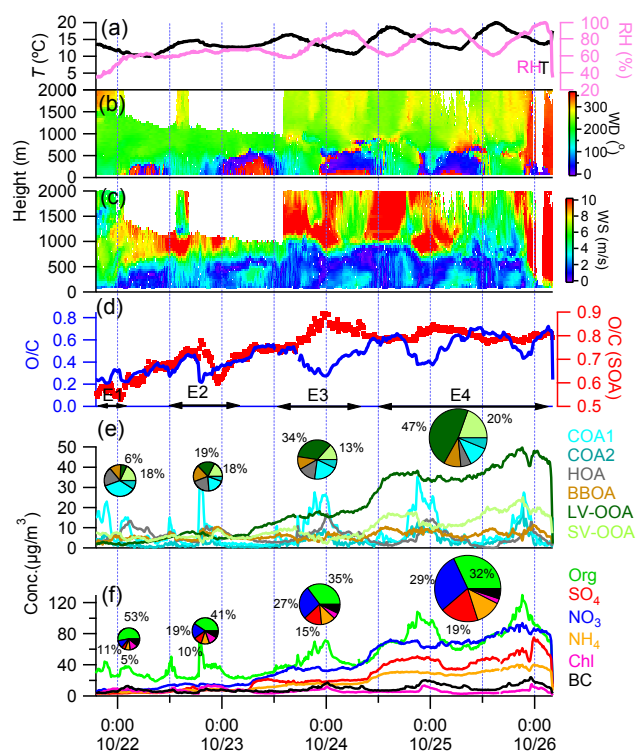 (a)
T (ºC)
20
15
10
5
0
100
80
60
40
20
RH (%)
RH T
(b)
2000
1500
1000
500
0
300
200
100
0
WD (º)
Height (m)
(c)
2000
1500
1000
500
0
10
8
6
4
2
0
WS (m/s)
(d)
O/C
0.8
0.6
0.4
0.2
0.0
0.9
0.8
0.7
0.6
0.5
O/C (SOA)
E1
E2
E3
E4
(e)
50
40
30
20
10
0
6%
18%
19%
18%
34%
13%
47%
20%
COA1
COA2
HOA
BBOA
LV-OOA
SV-OOA
Conc.(µg/m³)
(f)
120
80
40
0
53%
11%
5%
41%
19%
10%
35%
27%
15%
32%
29%
19%
Org
SO₄
NO₃
NH₄
Chl
BC
0:00
10/22
0:00
10/23
0:00
10/24
0:00
10/25
0:00
10/26